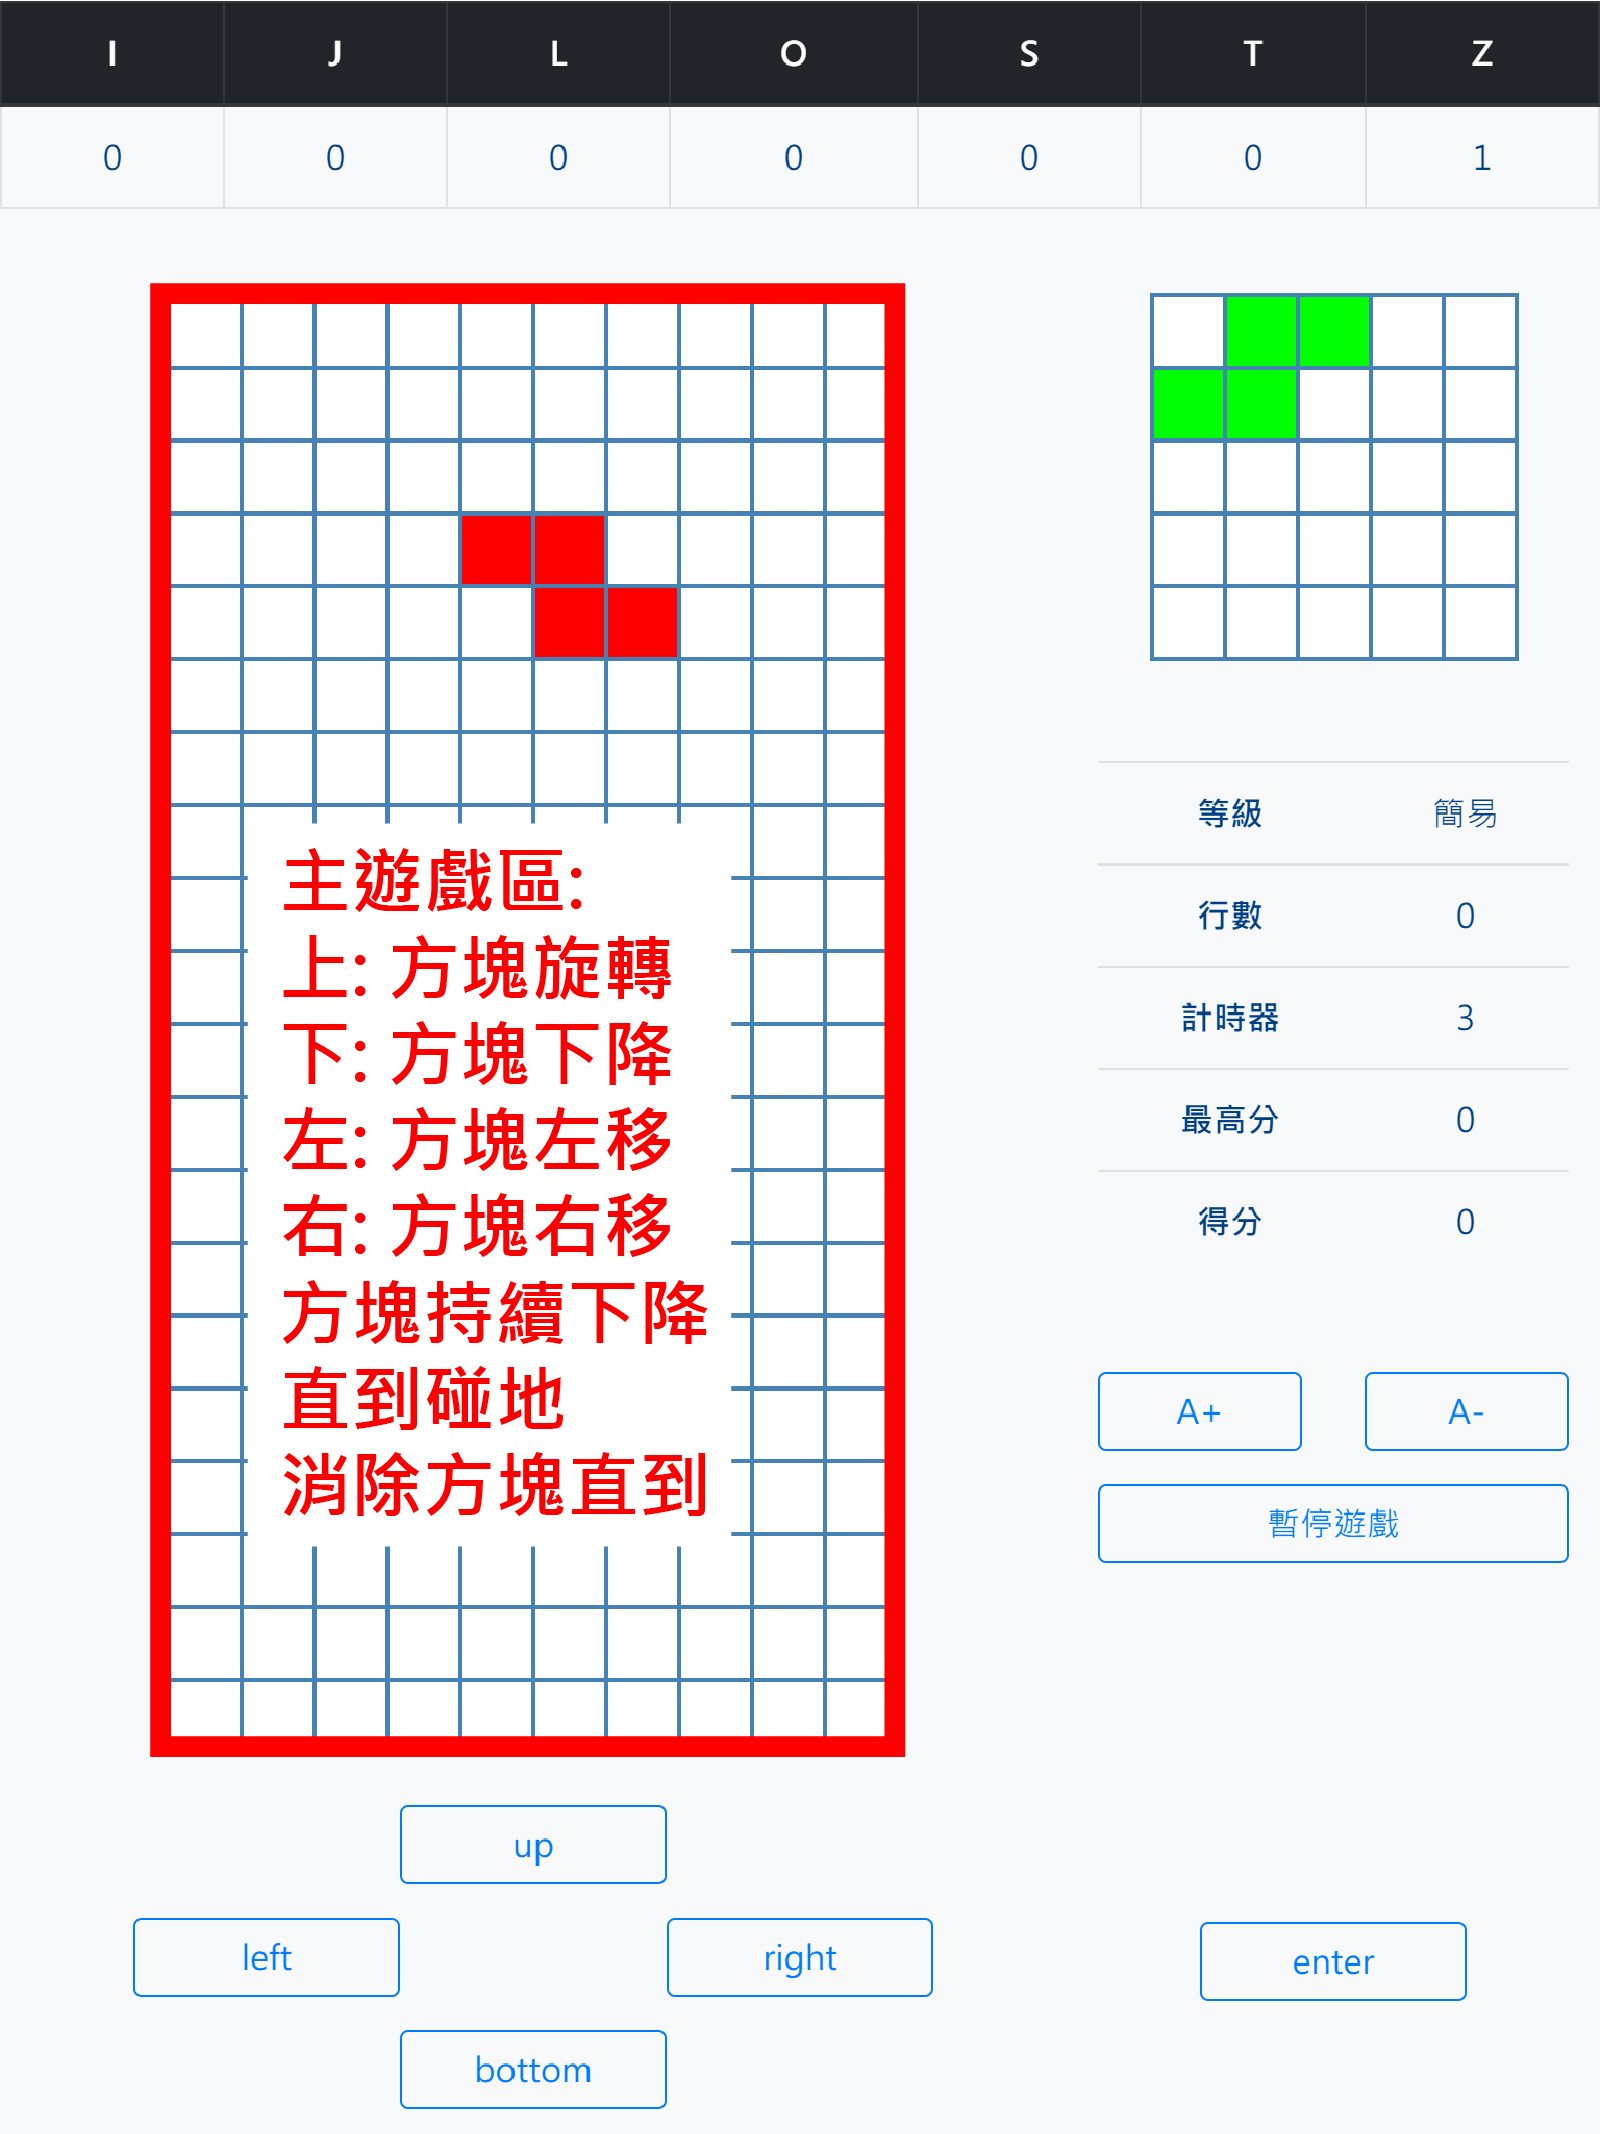 I J L O S T Z
0 0 0 0 0 0 1
主遊戲區:
上: 方塊旋轉
下: 方塊下降
左: 方塊左移
右: 方塊右移
方塊持續下降
直到碰地
消除方塊直到
等級 簡易
行數 0
計時器 3
最高分 0
得分 0
A+ A-
暫停遊戲
up
left right enter
bottom